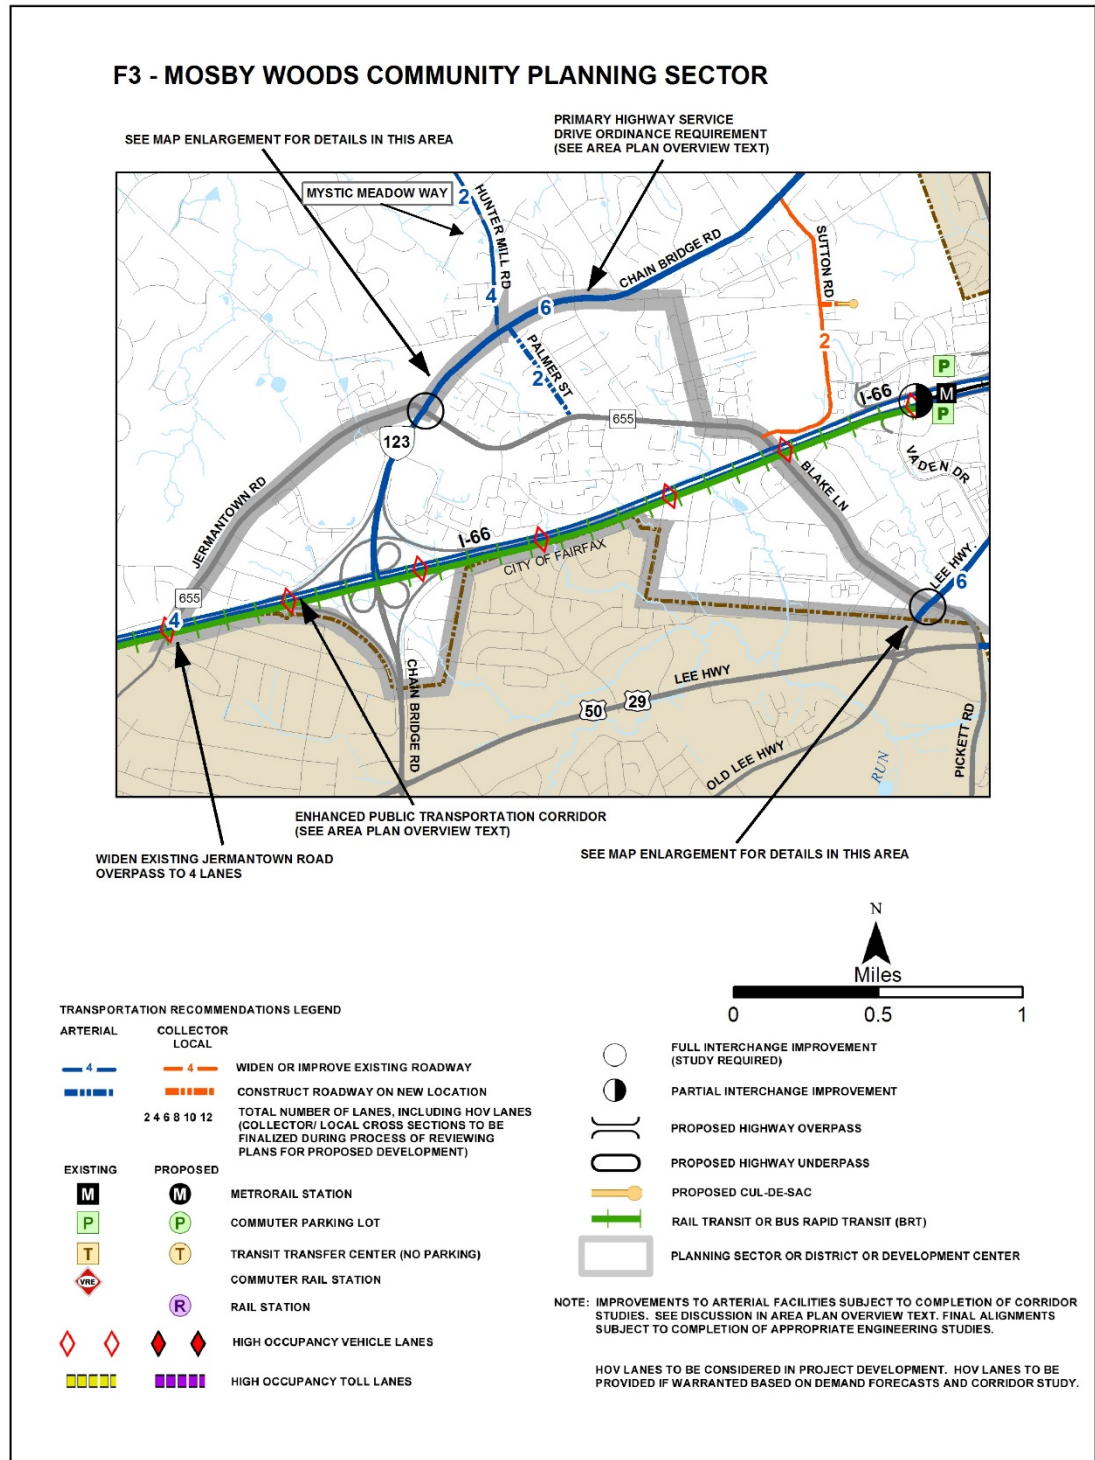 F3 - MOSBY WOODS COMMUNITY PLANNING SECTOR
SEE MAP ENLARGEMENT FOR DETAILS IN THIS AREA
PRIMARY HIGHWAY SERVICE
DRIVE ORDINANCE REQUIREMENT
(SEE AREA PLAN OVERVIEW TEXT)
MYSTIC MEADOW WAY
2
HUNTER MILL RD
4
6
CHAIN BRIDGE RD
SUTTON RD
2
PALMER ST
2
P
M
P
I-66
655
123
VADEN DR
BLAKE LN
JERMANTOWN RD
I-66
CITY OF FAIRFAX
LEE HWY
6
655
4
CHAIN BRIDGE RD
LEE HWY
50
29
OLD LEE HWY
RUN
PICKETT RD
ENHANCED PUBLIC TRANSPORTATION CORRIDOR
(SEE AREA PLAN OVERVIEW TEXT)
WIDEN EXISTING JERMANTOWN ROAD
OVERPASS TO 4 LANES
SEE MAP ENLARGEMENT FOR DETAILS IN THIS AREA
N
Miles
0 0.5 1
TRANSPORTATION RECOMMENDATIONS LEGEND
ARTERIAL COLLECTOR
LOCAL
4 4 WIDEN OR IMPROVE EXISTING ROADWAY
CONSTRUCT ROADWAY ON NEW LOCATION
2 4 6 8 10 12 TOTAL NUMBER OF LANES, INCLUDING HOV LANES
(COLLECTOR/ LOCAL CROSS SECTIONS TO BE
FINALIZED DURING PROCESS OF REVIEWING
PLANS FOR PROPOSED DEVELOPMENT)
EXISTING PROPOSED
M M METRORAIL STATION
P P COMMUTER PARKING LOT
T T TRANSIT TRANSFER CENTER (NO PARKING)
VRE COMMUTER RAIL STATION
R RAIL STATION
HIGH OCCUPANCY VEHICLE LANES
HIGH OCCUPANCY TOLL LANES
FULL INTERCHANGE IMPROVEMENT
(STUDY REQUIRED)
PARTIAL INTERCHANGE IMPROVEMENT
PROPOSED HIGHWAY OVERPASS
PROPOSED HIGHWAY UNDERPASS
PROPOSED CUL-DE-SAC
RAIL TRANSIT OR BUS RAPID TRANSIT (BRT)
PLANNING SECTOR OR DISTRICT OR DEVELOPMENT CENTER
NOTE: IMPROVEMENTS TO ARTERIAL FACILITIES SUBJECT TO COMPLETION OF CORRIDOR
STUDIES. SEE DISCUSSION IN AREA PLAN OVERVIEW TEXT. FINAL ALIGNMENTS
SUBJECT TO COMPLETION OF APPROPRIATE ENGINEERING STUDIES.
HOV LANES TO BE CONSIDERED IN PROJECT DEVELOPMENT. HOV LANES TO BE
PROVIDED IF WARRANTED BASED ON DEMAND FORECASTS AND CORRIDOR STUDY.